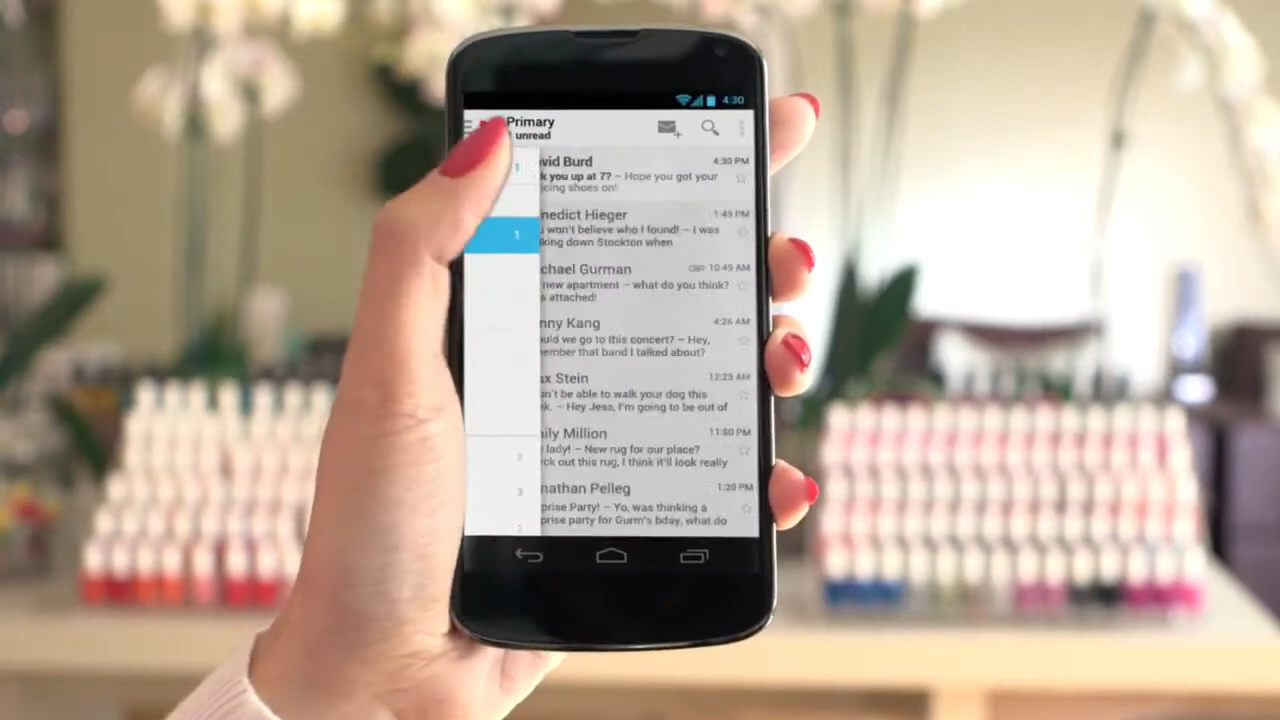 4:30
Primary
unread
1
vid Burd
4:30 PM
k you up at 7? – Hope you got your
cing shoes on!
1
nedict Hieger
1:49 PM
u won't believe who I found! – I was
king down Stockton when
chael Gurman
10:49 AM
new apartment – what do you think?
s attached!
nny Kang
4:26 AM
uld we go to this concert? – Hey,
ember that band I talked about?
ax Stein
12:23 AM
n't be able to walk your dog this
k. – Hey Jess, I'm going to be out of
ily Million
11:50 PM
lady! – New rug for our place?
2
ck out this rug, I think it'll look really
3
nathan Pelleg
1:20 PM
prise Party! – Yo, was thinking a
prise party for Gurm's bday, what do